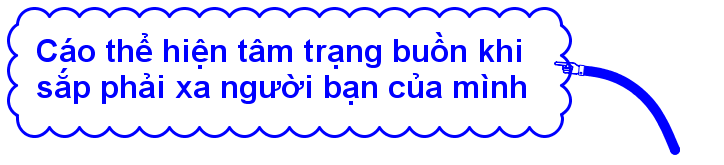 Cáo thể hiện tâm trạng buồn khi
sắp phải xa người bạn của mình